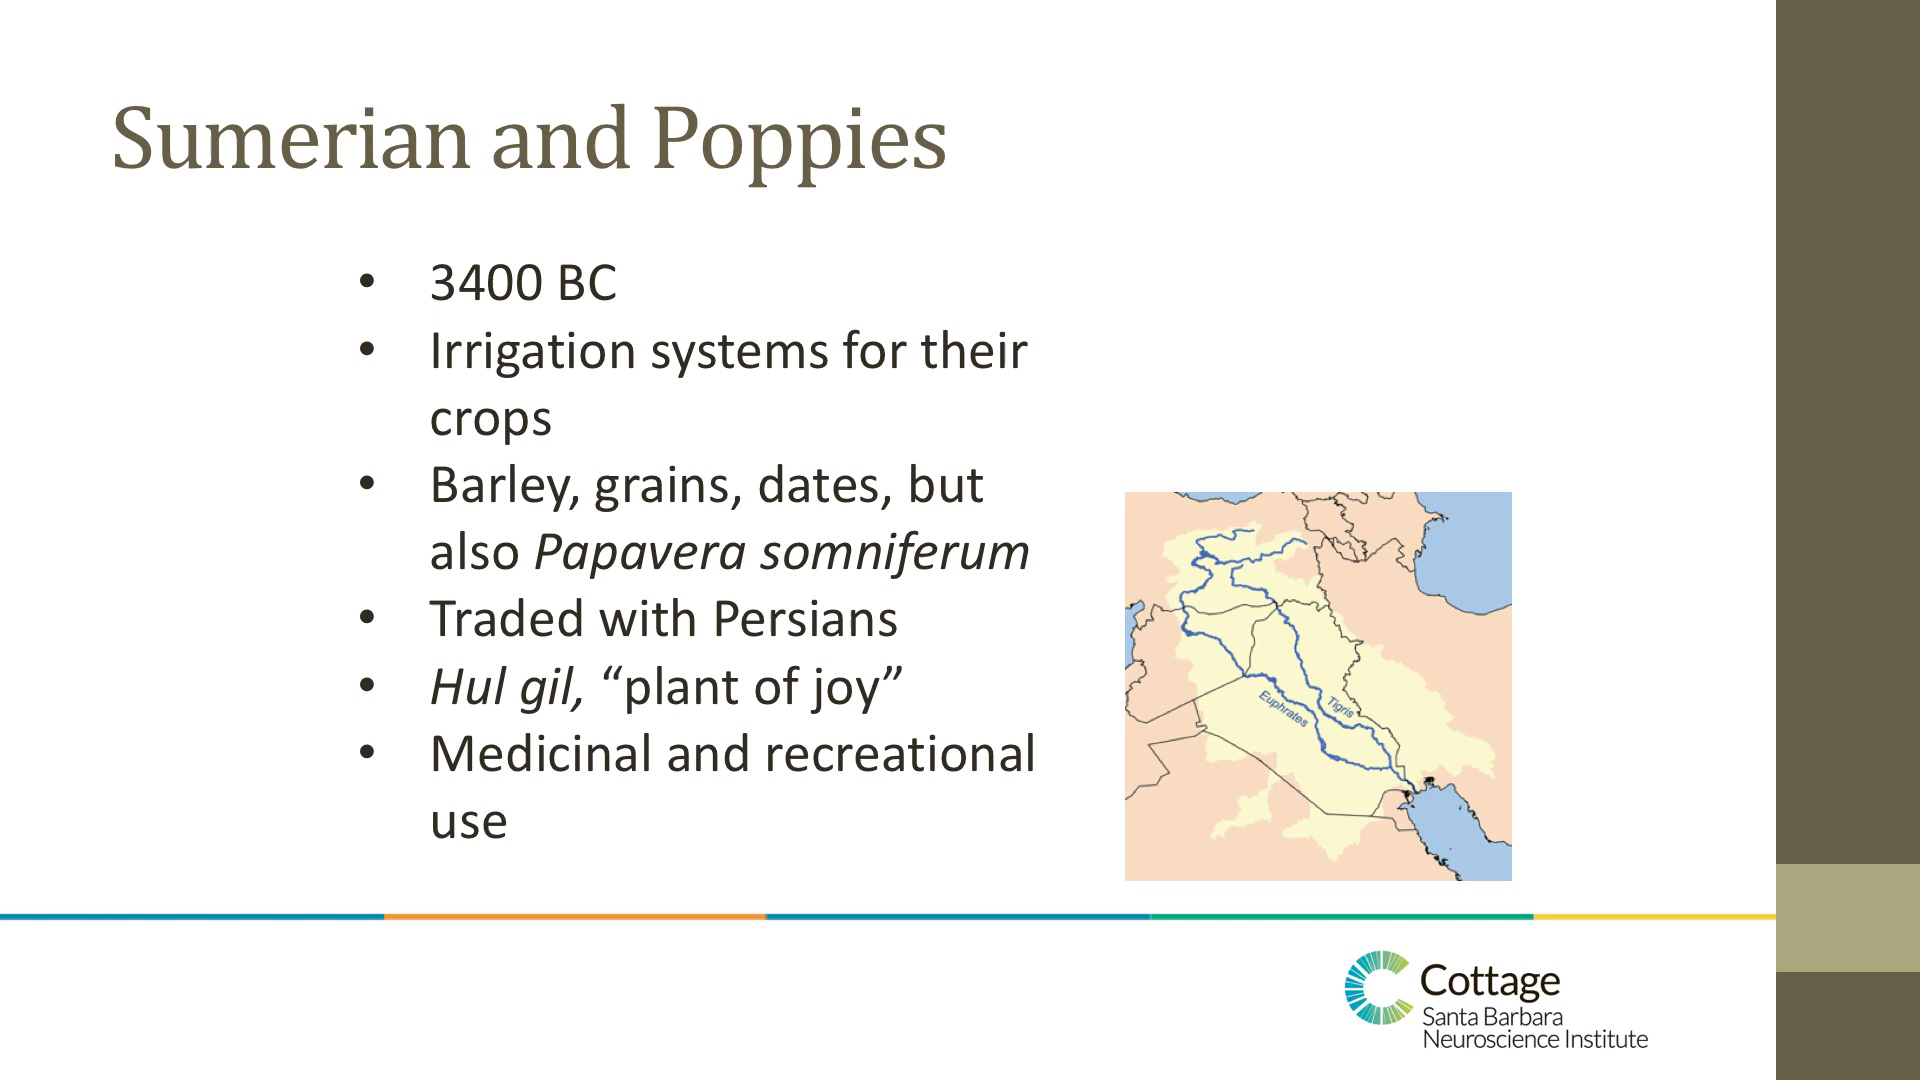 Sumerian and Poppies
• 3400 BC
• Irrigation systems for their
crops
• Barley, grains, dates, but
also Papavera somniferum
• Traded with Persians
• Hul gil, “plant of joy”
• Medicinal and recreational
use
Euphrates
Tigris
Cottage
Santa Barbara
Neuroscience Institute